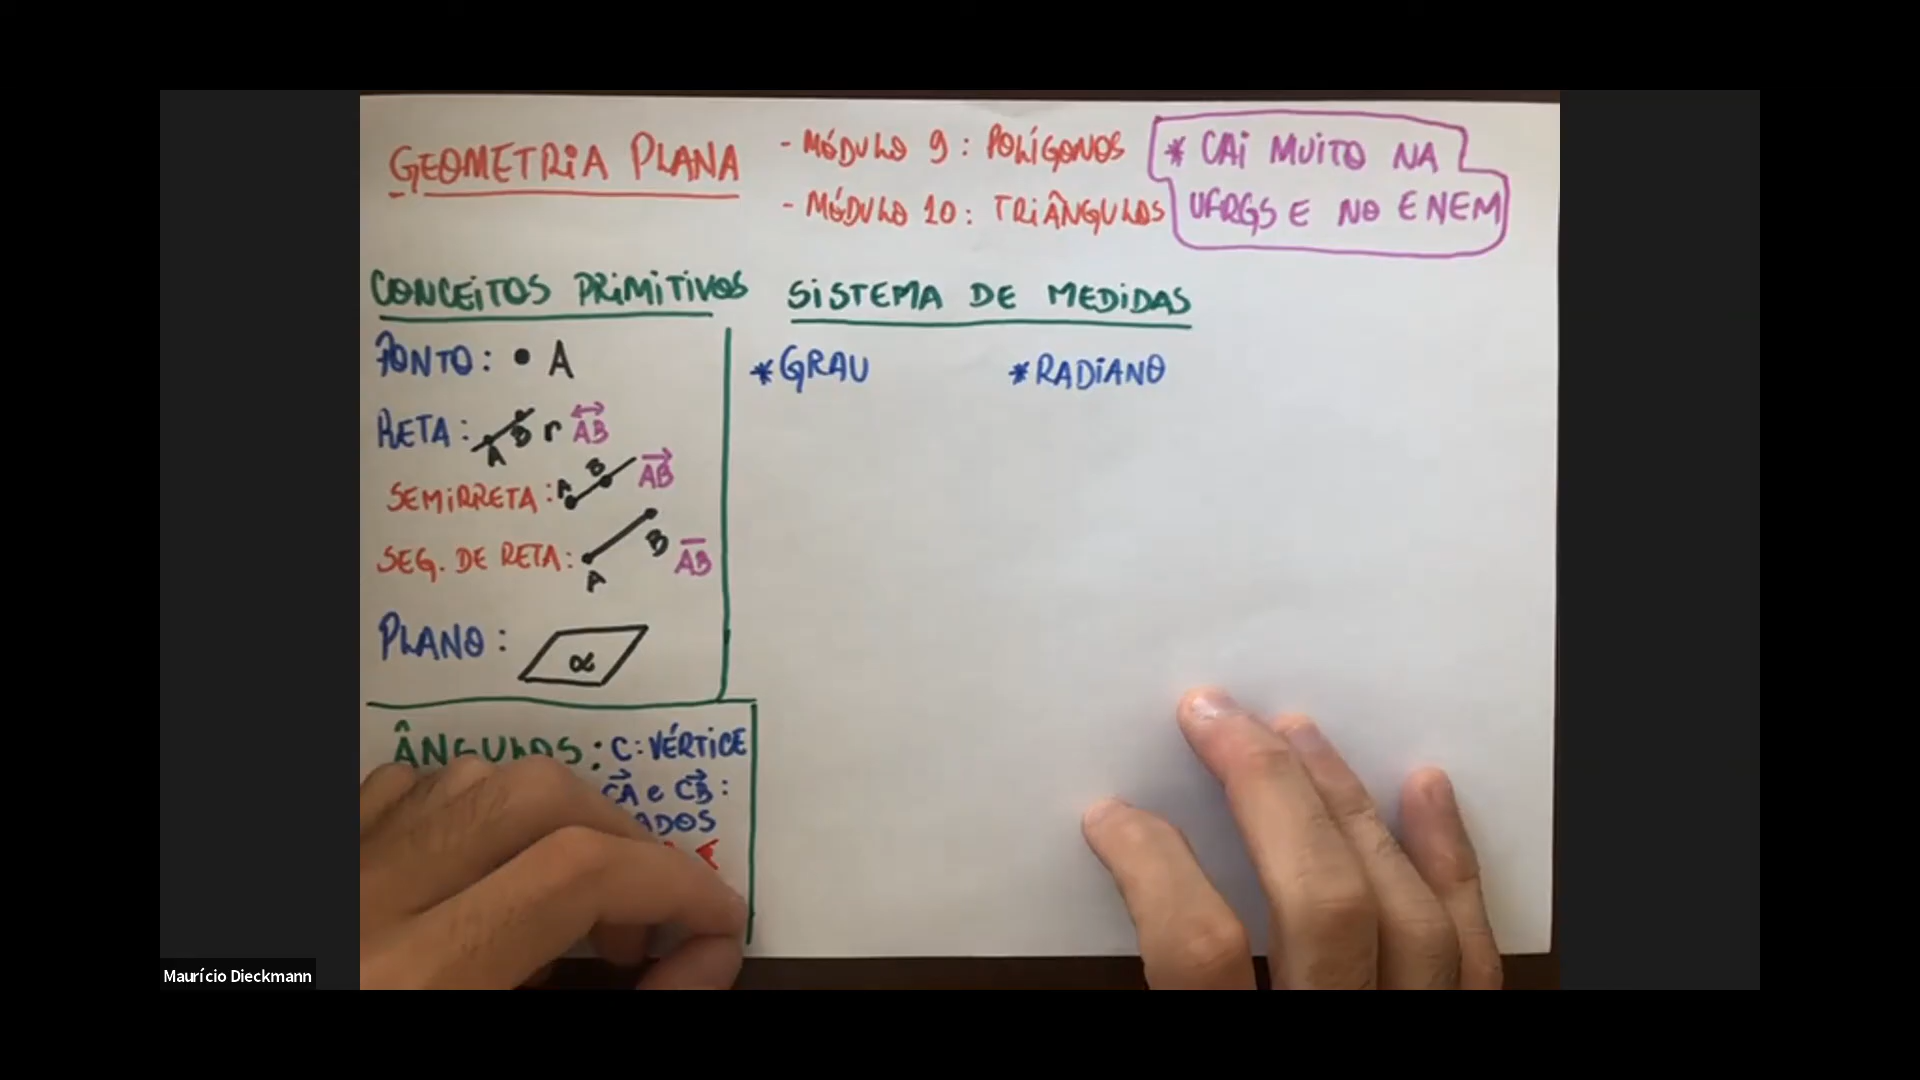 GEOMETRIA PLANA
- MÓDULO 9: POLÍGONOS
- MÓDULO 10: TRIÂNGULOS
* CAI MUITO NA
UFRGS E NO ENEM
CONCEITOS PRIMITIVOS
PONTO: • A
RETA: A B r AB
SEMIRRETA: A B AB
SEG. DE RETA: A B AB
PLANO: α
SISTEMA DE MEDIDAS
* GRAU
* RADIANO
ÂNGULOS: C: VÉRTICE
CA e CB:
Maurício Dieckmann